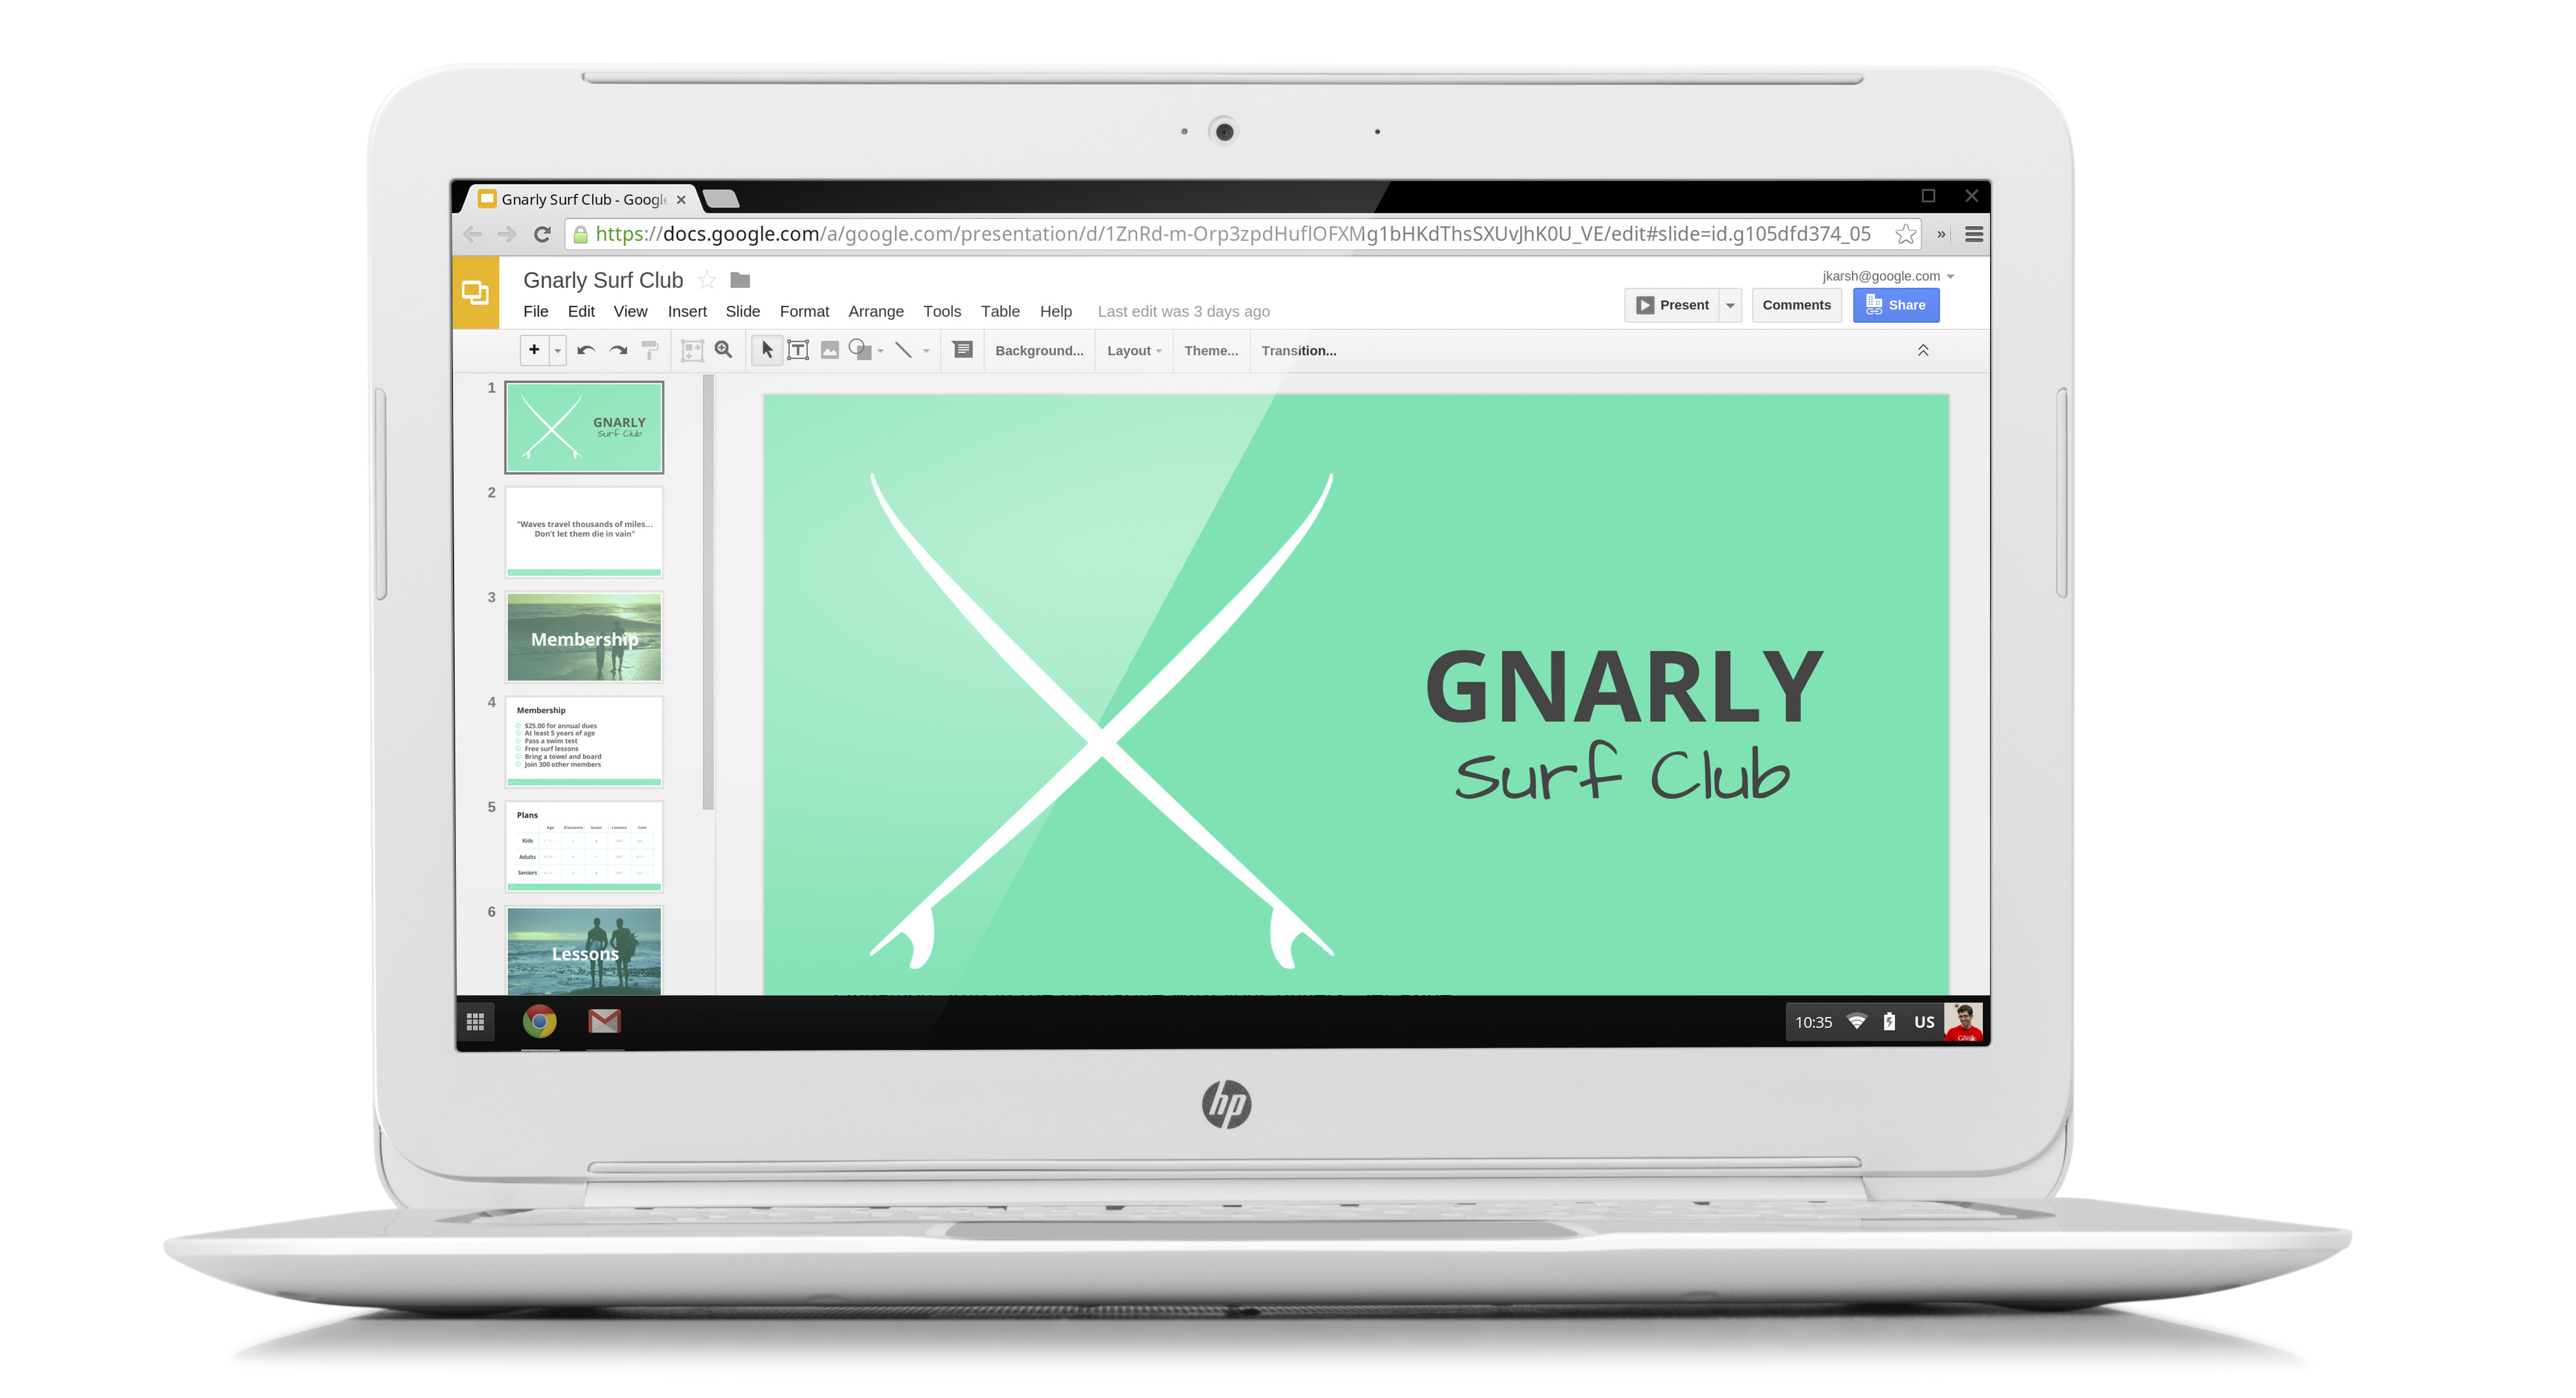 Gnarly Surf Club - Googl
https://docs.google.com/a/google.com/presentation/d/1ZnRd-m-Orp3zpdHuflOFXMg1bHKdThsSXUvJhK0U_VE/edit#slide=id.g105dfd374_05
»
Gnarly Surf Club
jkarsh@google.com
File Edit View Insert Slide Format Arrange Tools Table Help Last edit was 3 days ago
Present Comments Share
Background... Layout Theme... Transition...
1
GNARLY
Surf Club
2
"Waves travel thousands of miles...
Don't let them die in vain"
3
Membership
4
Membership
$25.00 for annual dues
At least 5 years of age
Pass a swim test
Free surf lessons
Bring a towel and board
Join 300 other members
5
Plans
Age Discounts Guest Lessons Cost
Kids
Adults
Seniors
6
Lessons
GNARLY
Surf Club
10:35 US
hp